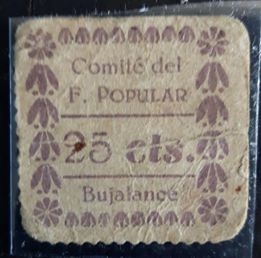 Comité del
F. POPULAR
25 cts.
Bujalance